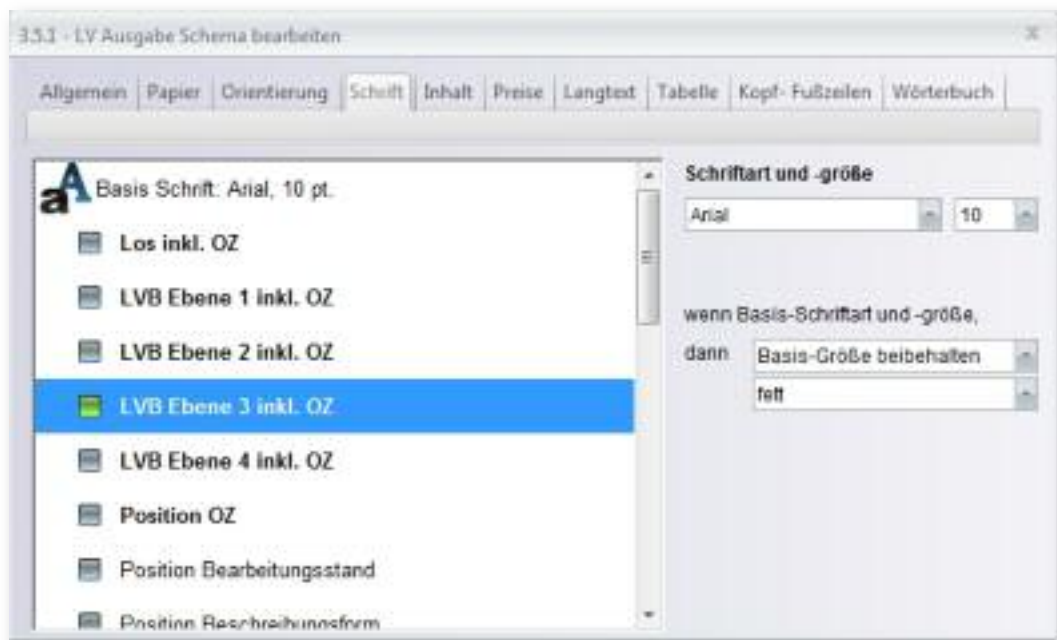 3.5.1 - LV Ausgabe Schema bearbeiten
Allgemein Papier Orientierung Schrift Inhalt Preise Langtext Tabelle Kopf- Fußzeilen Wörterbuch
Basis Schrift: Arial, 10 pt.
Los inkl. OZ
LVB Ebene 1 inkl. OZ
LVB Ebene 2 inkl. OZ
LVB Ebene 3 inkl. OZ
LVB Ebene 4 inkl. OZ
Position OZ
Position Bearbeitungsstand
Position Beschreibungsform
Schriftart und -größe
Arial 10
wenn Basis-Schriftart und -größe,
dann Basis-Größe beibehalten
fett